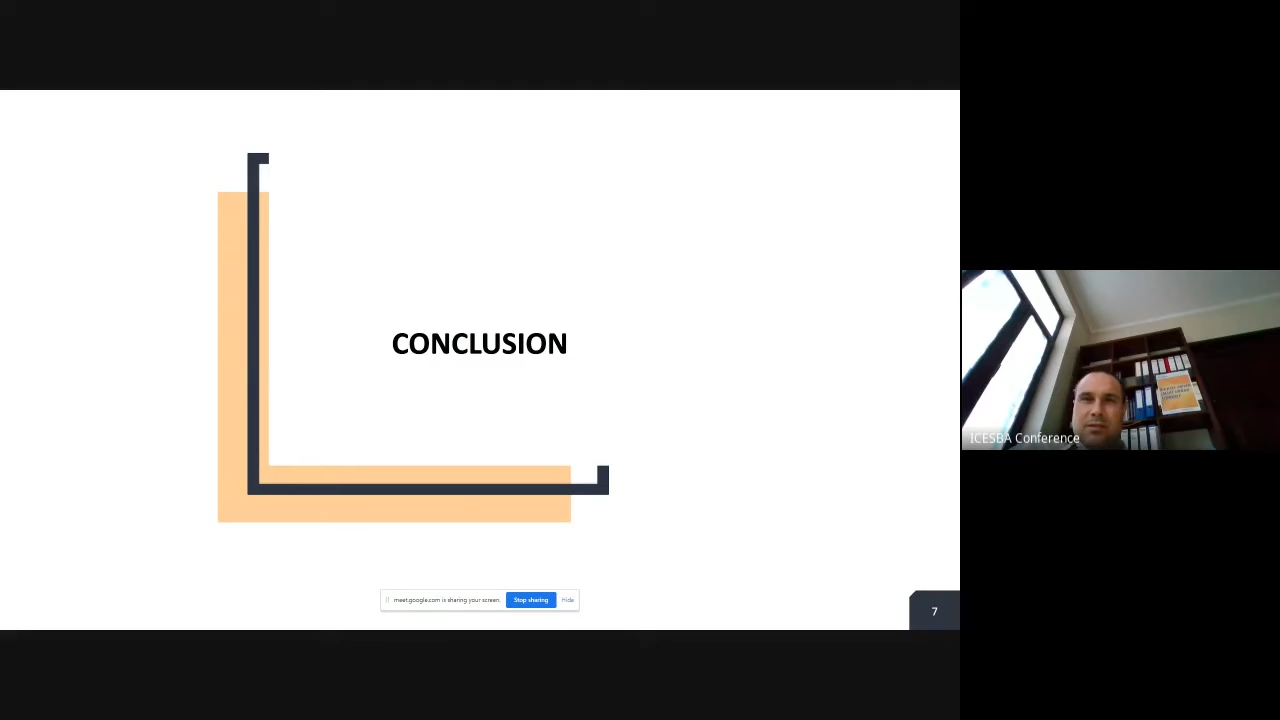 CONCLUSION
meet.google.com is sharing your screen.
Stop sharing
Hide
7
ICESBA Conference